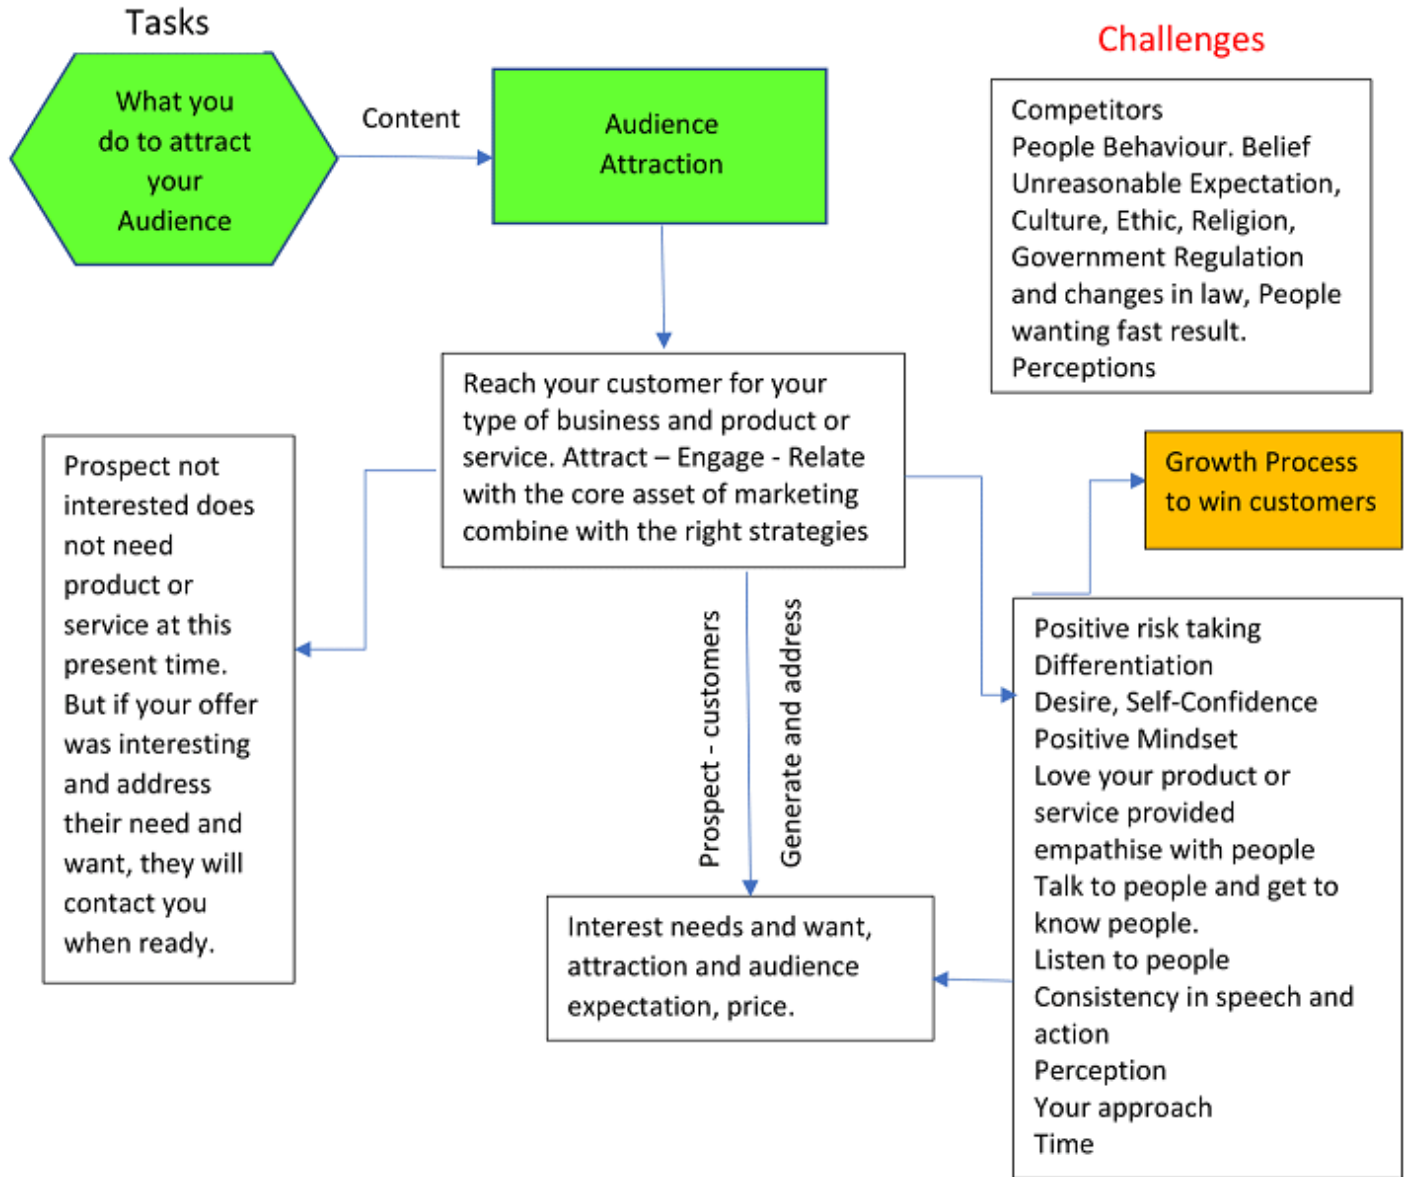 Tasks
What you
do to attract
your
Audience
Content
Audience
Attraction
Challenges
Competitors
People Behaviour. Belief
Unreasonable Expectation,
Culture, Ethic, Religion,
Government Regulation
and changes in law, People
wanting fast result.
Perceptions
Reach your customer for your
type of business and product or
service. Attract – Engage - Relate
with the core asset of marketing
combine with the right strategies
Prospect not
interested does
not need
product or
service at this
present time.
But if your offer
was interesting
and address
their need and
want, they will
contact you
when ready.
Growth Process
to win customers
Prospect - customers
Generate and address
Positive risk taking
Differentiation
Desire, Self-Confidence
Positive Mindset
Love your product or
service provided
empathise with people
Talk to people and get to
know people.
Listen to people
Consistency in speech and
action
Perception
Your approach
Time
Interest needs and want,
attraction and audience
expectation, price.